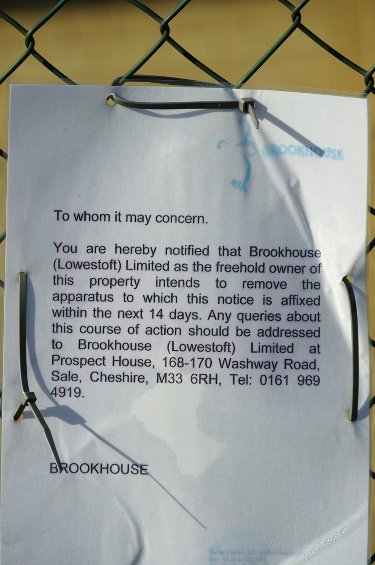 BROOKHOUSE
To whom it may concern.
You are hereby notified that Brookhouse
(Lowestoft) Limited as the freehold owner of
this property intends to remove the
apparatus to which this notice is affixed
within the next 14 days. Any queries about
this course of action should be addressed
to Brookhouse (Lowestoft) Limited at
Prospect House, 168-170 Washway Road,
Sale, Cheshire, M33 6RH, Tel: 0161 969
4919.
BROOKHOUSE